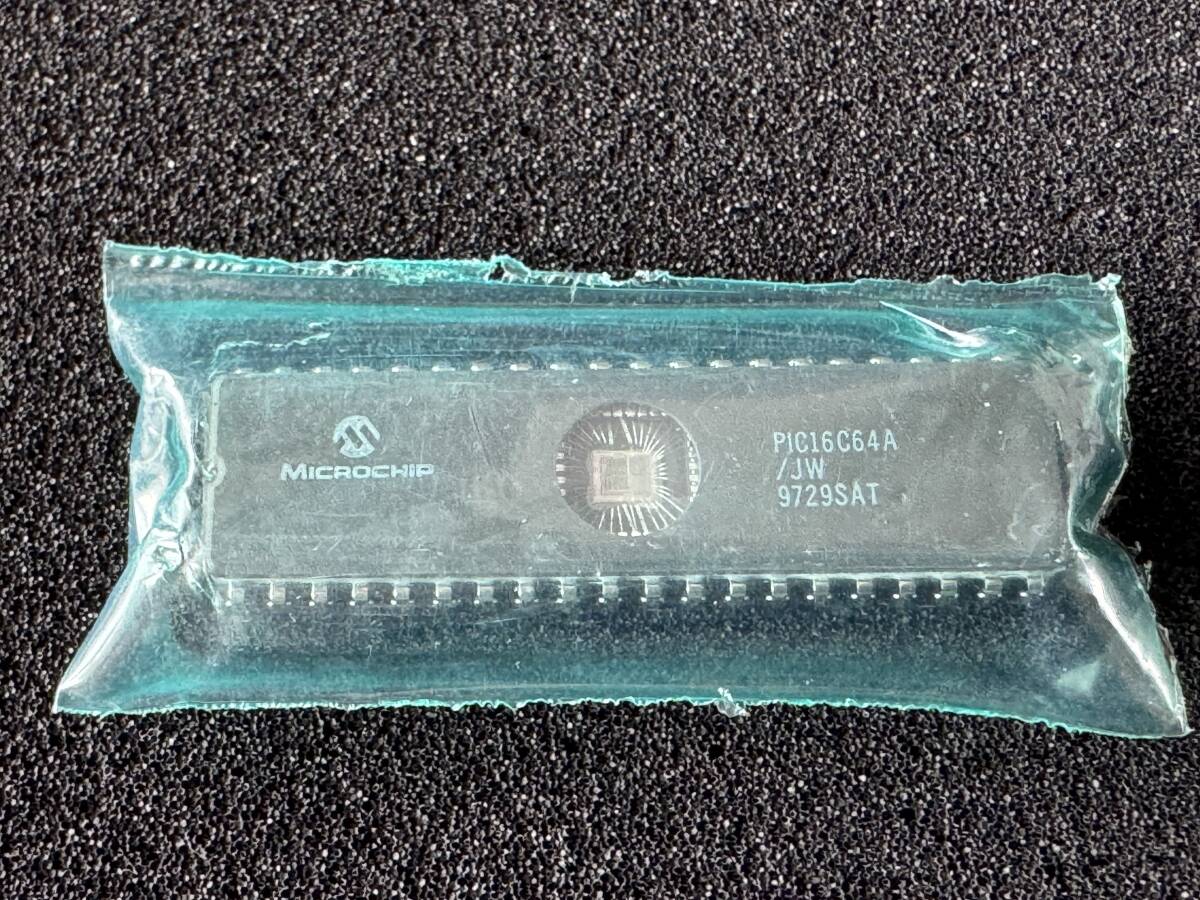 MICROCHIP
PIC16C64A
/JW
9729SAT